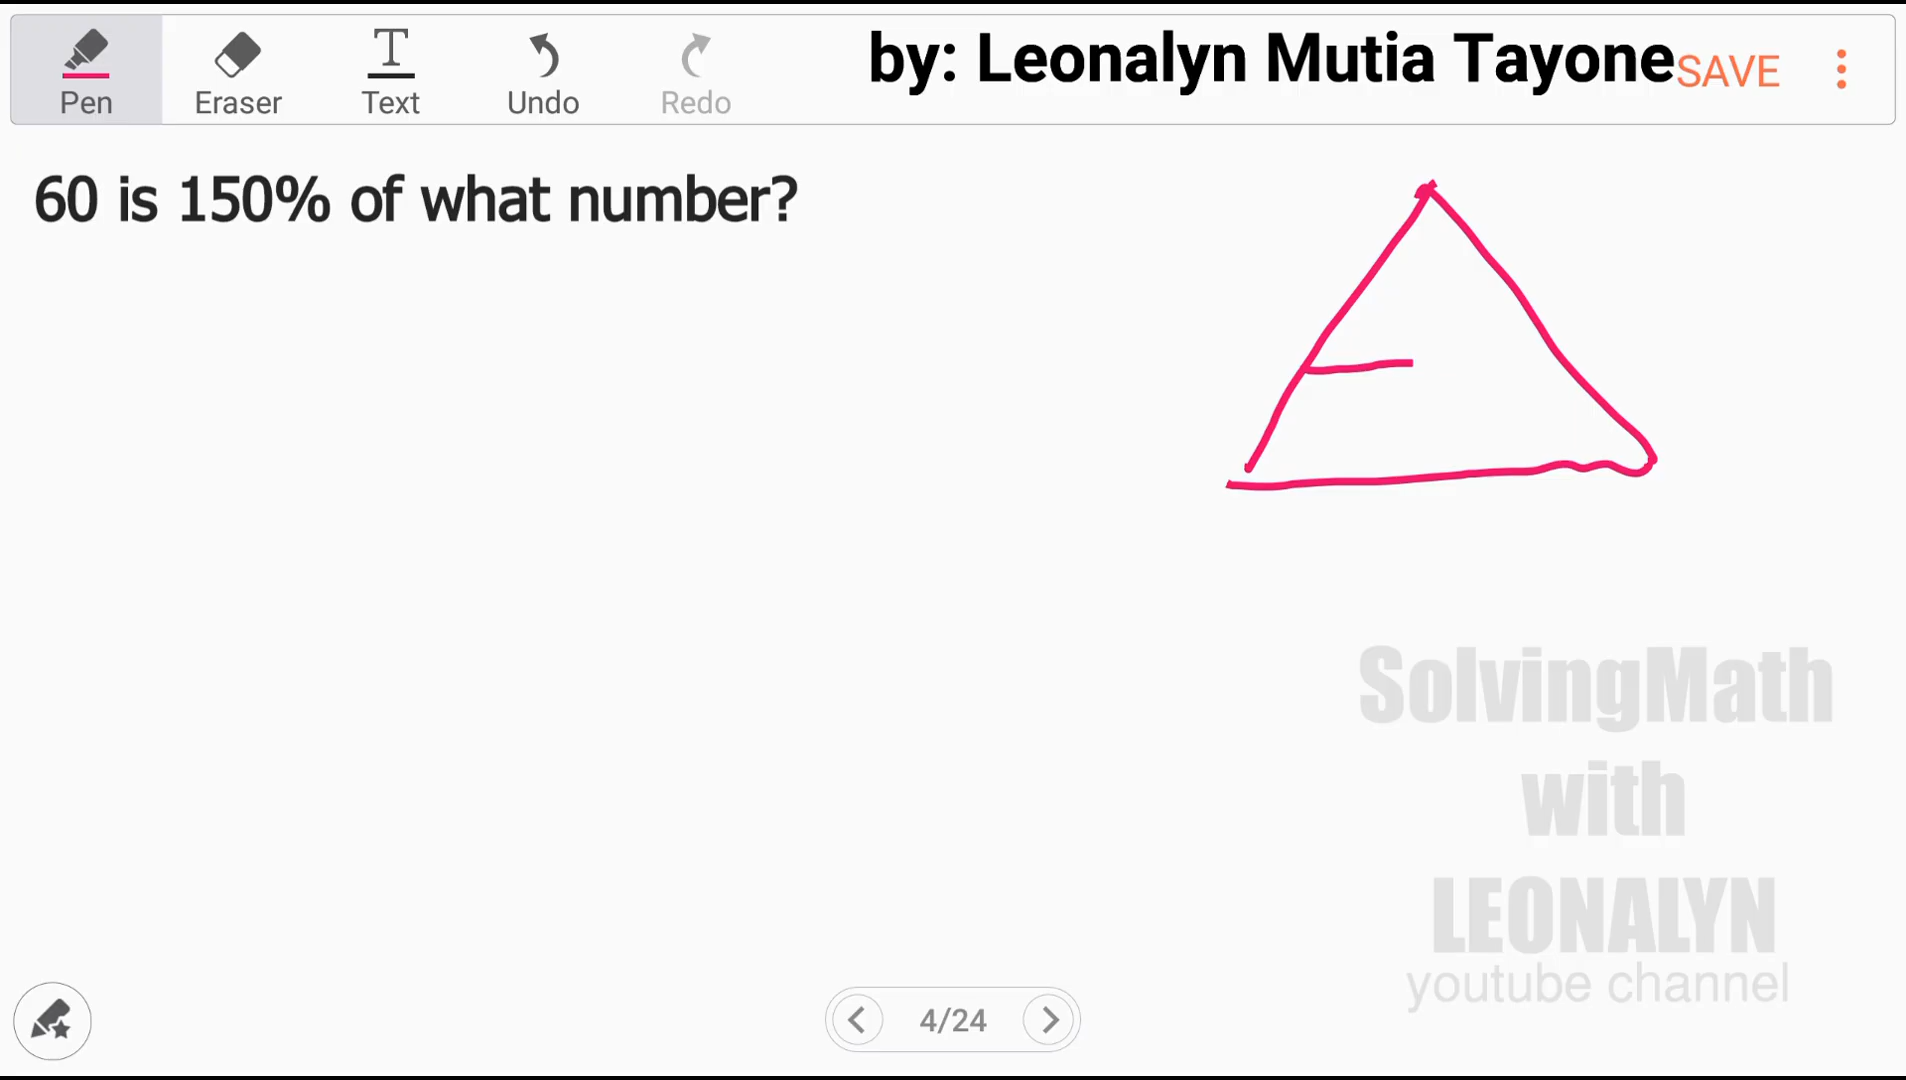 by: Leonalyn Mutia Tayone
SAVE
Pen
Eraser
Text
Undo
Redo
60 is 150% of what number?
SolvingMath
with
LEONALYN
youtube channel
4/24